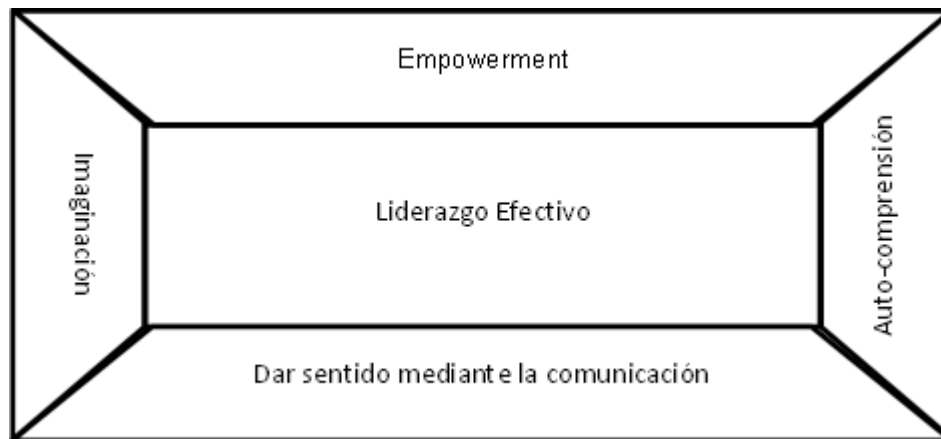 Empowerment
Imaginación
Liderazgo Efectivo
Auto-comprensión
Dar sentido mediante la comunicación